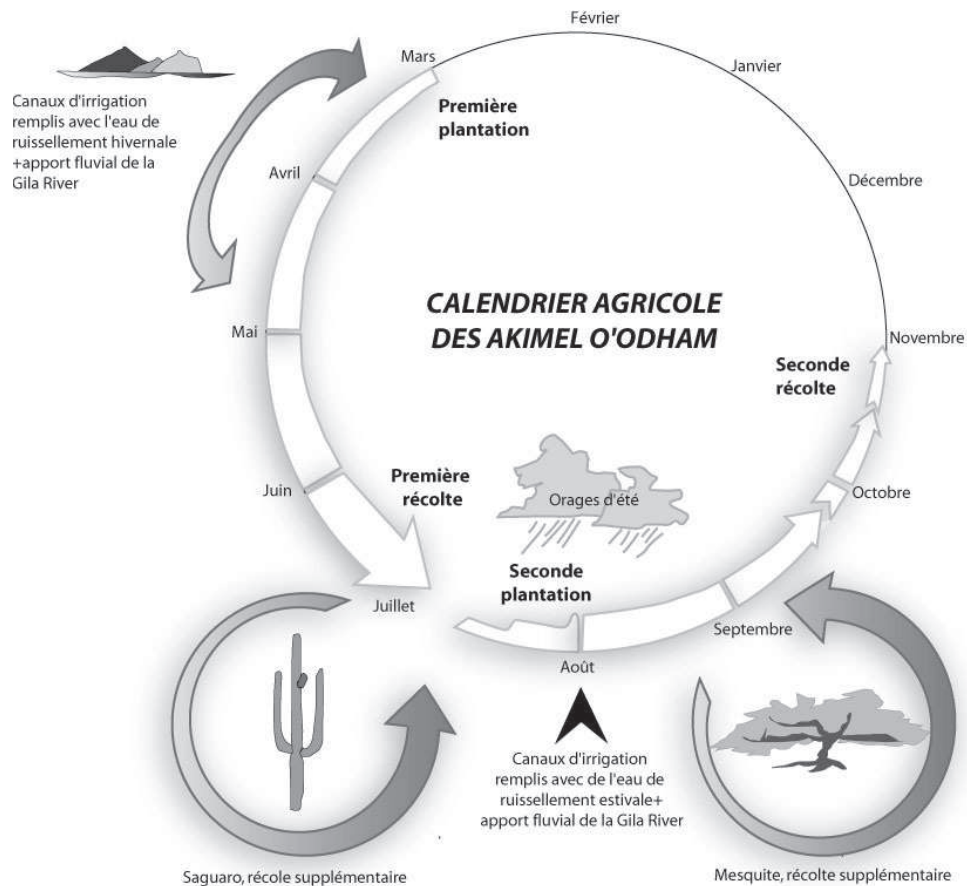 Février
Mars
Janvier
Canaux d'irrigation
remplis avec l'eau de
ruissellement hivernale
+apport fluvial de la
Gila River
Première
plantation
Avril
Décembre
CALENDRIER AGRICOLE
DES AKIMEL O'ODHAM
Mai
Novembre
Seconde
récolte
Première
récolte
Juin
Orages d'été
Octobre
Seconde
plantation
Juillet
Septembre
Août
Canaux d'irrigation
remplis avec de l'eau de
ruissellement estivale+
apport fluvial de la Gila River
Saguaro, récole supplémentaire
Mesquite, récolte supplémentaire